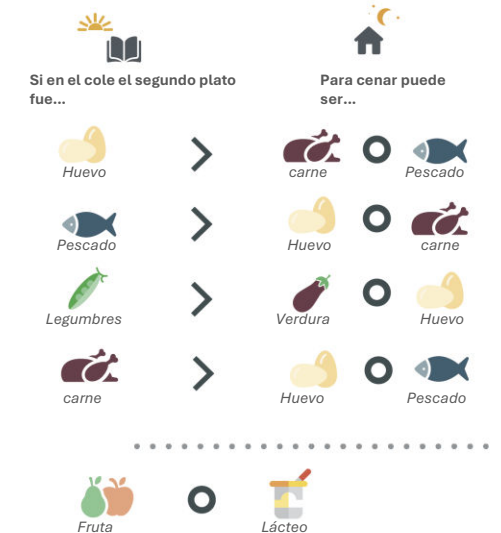 Si en el cole el segundo plato
fue...
Para cenar puede
ser...
Huevo
carne
Pescado
Pescado
Huevo
carne
Legumbres
Verdura
Huevo
carne
Huevo
Pescado
Fruta
Lácteo